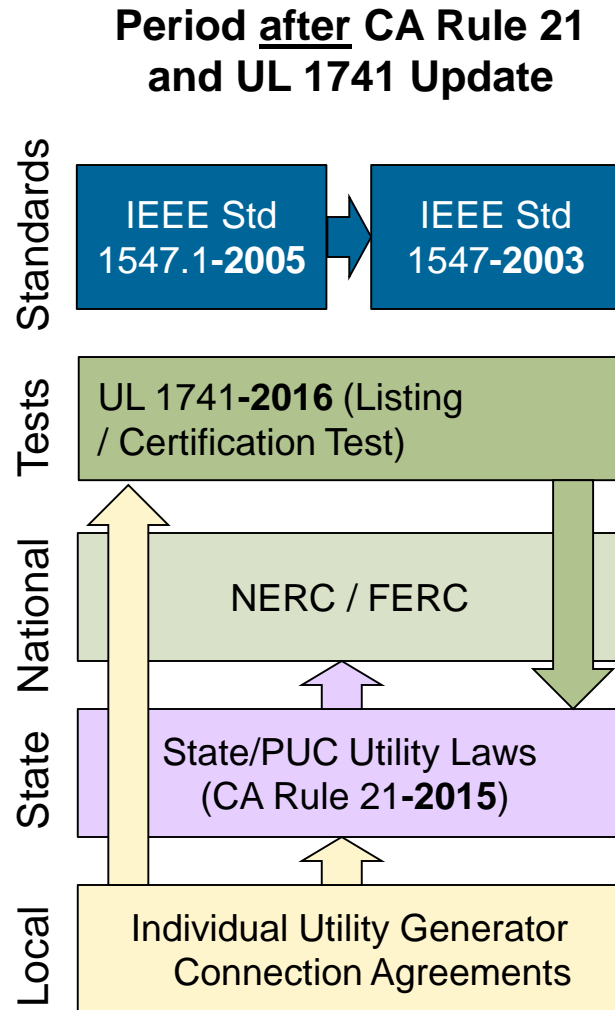 Period after CA Rule 21
and UL 1741 Update
Standards
IEEE Std
1547.1-2005
IEEE Std
1547-2003
Tests
UL 1741-2016 (Listing
/ Certification Test)
National
NERC / FERC
State
State/PUC Utility Laws
(CA Rule 21-2015)
Local
Individual Utility Generator
Connection Agreements